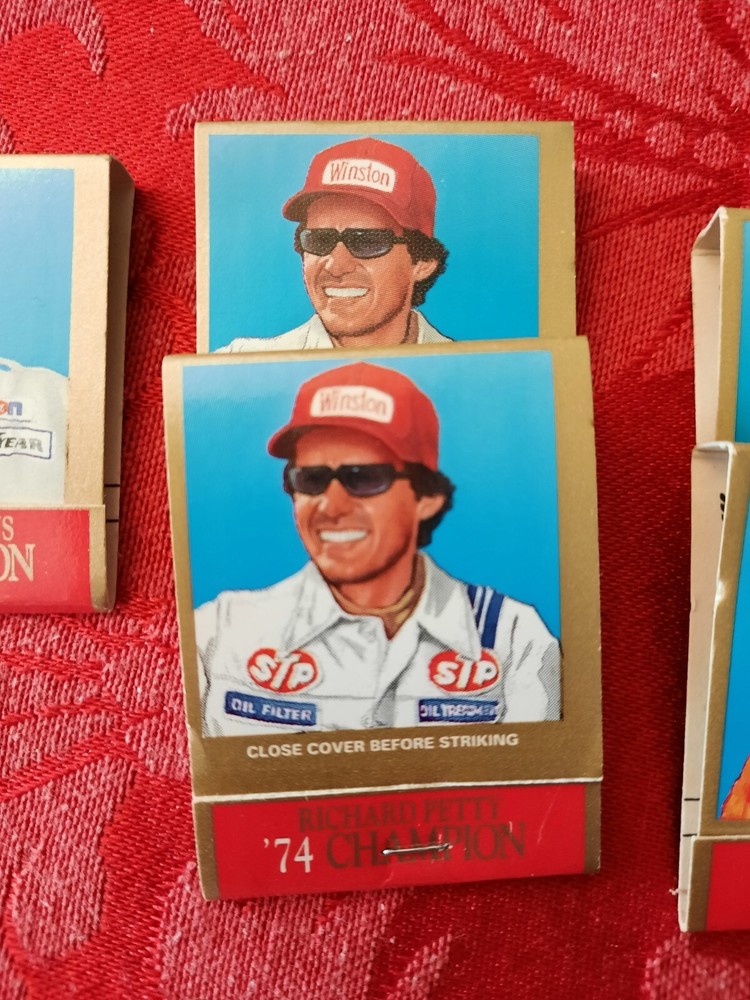 Winston
Winston
STP
STP
OIL FILTER
OIL TREATMENT
CLOSE COVER BEFORE STRIKING
RICHARD PETTY
'74 CHAMPION
on
YEAR
S
ON